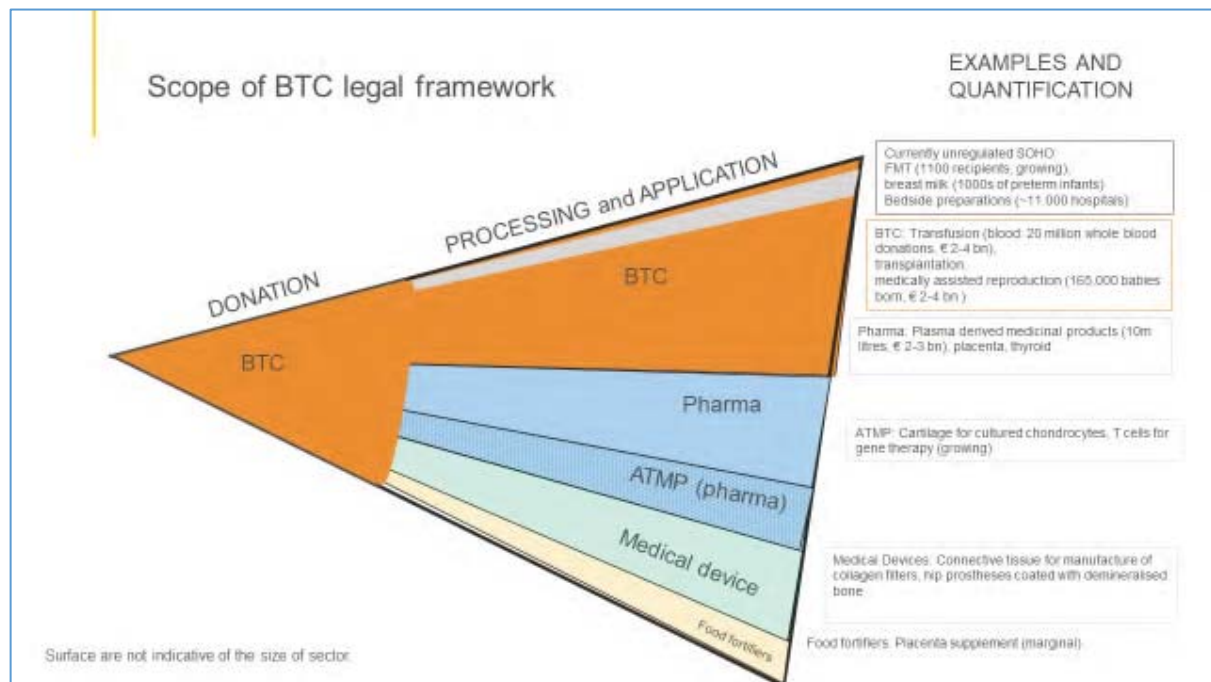 Scope of BTC legal framework
EXAMPLES AND
QUANTIFICATION
DONATION
PROCESSING and APPLICATION
BTC
BTC
Pharma
ATMP (pharma)
Medical device
Food fortifiers
Currently unregulated SOHO:
FMT (1100 recipients, growing),
breast milk (1000s of preterm infants)
Bedside preparations (~11.000 hospitals)
BTC: Transfusion (blood: 20 million whole blood
donations, € 2-4 bn),
transplantation,
medically assisted reproduction (165,000 babies
born, € 2-4 bn )
Pharma: Plasma derived medicinal products (10m
litres, € 2-3 bn), placenta, thyroid
ATMP: Cartilage for cultured chondrocytes, T cells for
gene therapy (growing)
Medical Devices: Connective tissue for manufacture of
collagen fillers, hip prostheses coated with demineralised
bone
Food fortifiers: Placenta supplement (marginal)
Surface are not indicative of the size of sector.